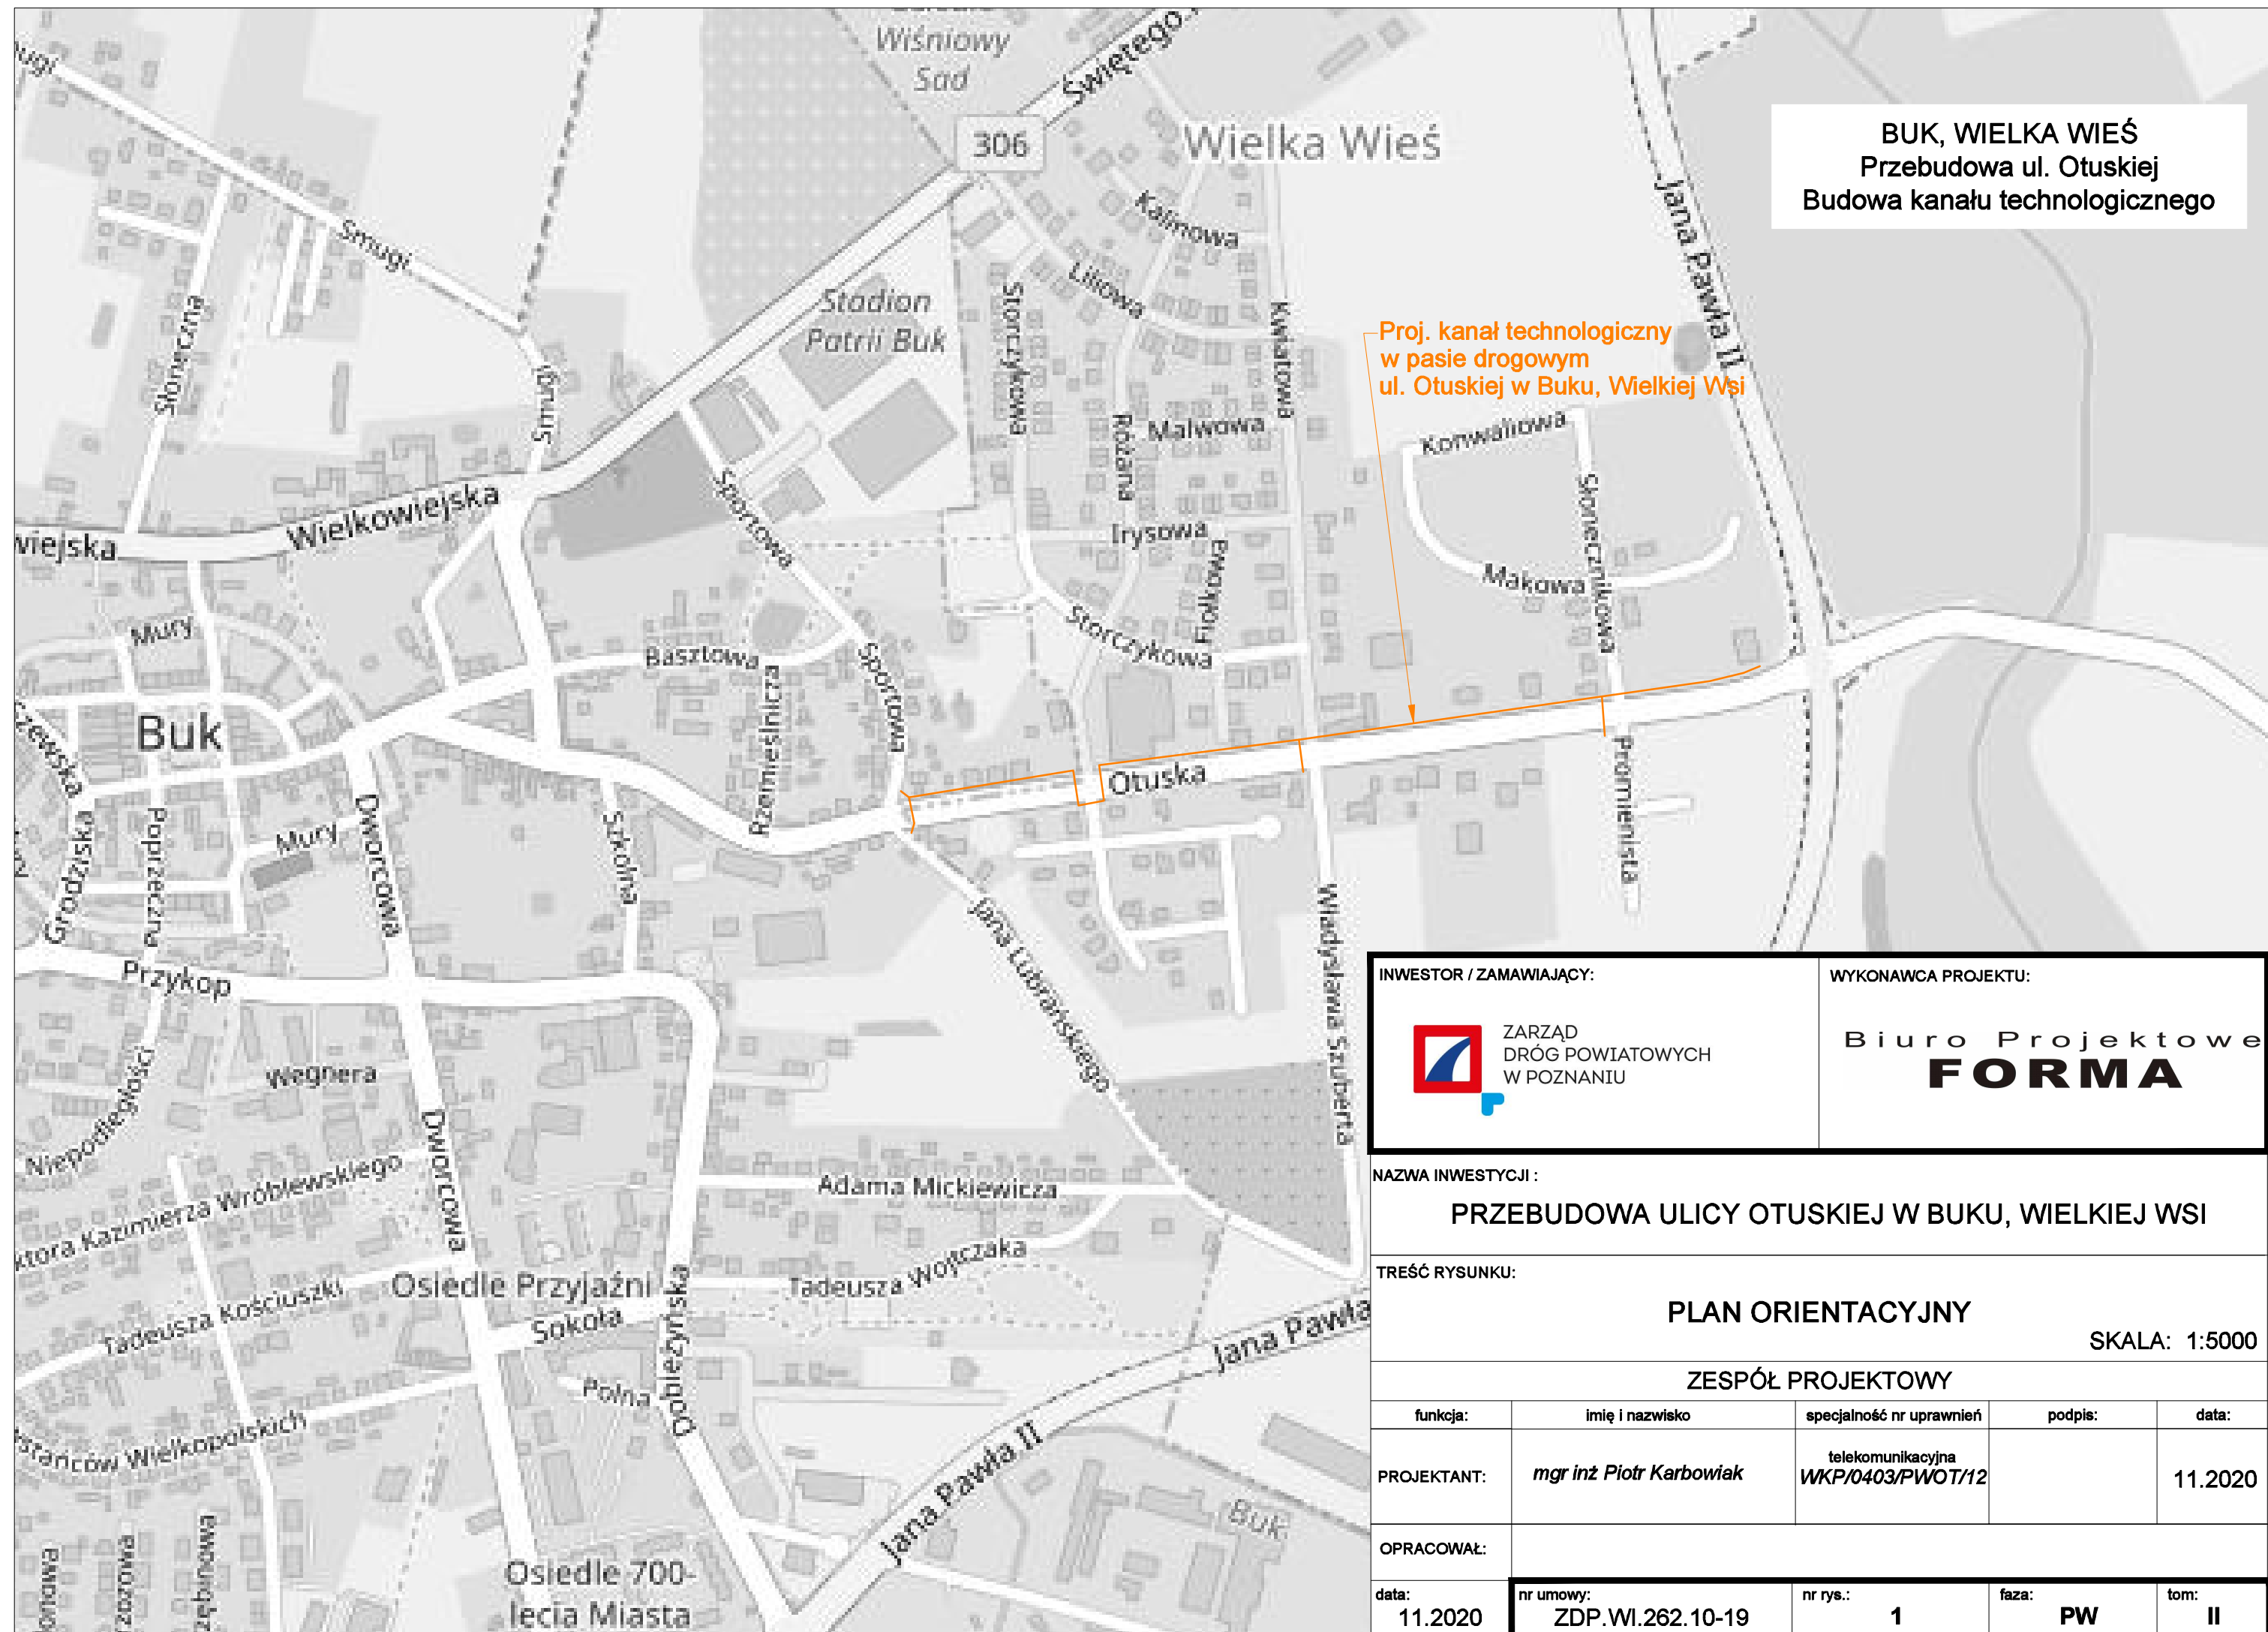 Wiśniowy
Sad
Świętego
306
Wielka Wieś
BUK, WIELKA WIEŚ
Przebudowa ul. Otuskiej
Budowa kanału technologicznego
Smugi
Kalinowa
Liliowa
Jana Pawła II
Słoneczna
Stadion
Patrii Buk
Storczykowa
Kwiatowa
Proj. kanał technologiczny
w pasie drogowym
ul. Otuskiej w Buku, Wielkiej Wsi
Smugi
Różana
Malwowa
Konwaliowa
Wielkowiejska
wiejska
Sportowa
Irysowa
Fiołkowa
Słonecznikowa
Makowa
Mury
Basztowa
Sportowa
Storczykowa
Buk
Rzemieślnicza
Otuska
Promienista
Mury
Dworcowa
Szkolna
Poprzeczna
Grodziska
Jana Lubrańskiego
Władysława Szuberta
Przykop
Wegnera
Niepodległości
Dworcowa
Adama Mickiewicza
ktora Kazimierza Wróblewskiego
Tadeusza Kościuszki
Osiedle Przyjaźni
Sokoła
Tadeusza Wojtczaka
Dobieżyńska
Polna
Jana Pawła
Jana Pawła II
stańców Wielkopolskich
Buk
Osiedle 700-
lecia Miasta
INWESTOR / ZAMAWIAJĄCY:
ZARZĄD
DRÓG POWIATOWYCH
W POZNANIU
WYKONAWCA PROJEKTU:
Biuro Projektowe
FORMA
NAZWA INWESTYCJI :
PRZEBUDOWA ULICY OTUSKIEJ W BUKU, WIELKIEJ WSI
TREŚĆ RYSUNKU:
PLAN ORIENTACYJNY
SKALA: 1:5000
ZESPÓŁ PROJEKTOWY
funkcja: imię i nazwisko specjalność nr uprawnień podpis: data:
PROJEKTANT: mgr inż Piotr Karbowiak telekomunikacyjna
WKP/0403/PWOT/12 11.2020
OPRACOWAŁ:
data: nr umowy: nr rys.: faza: tom:
11.2020 ZDP.WI.262.10-19 1 PW II